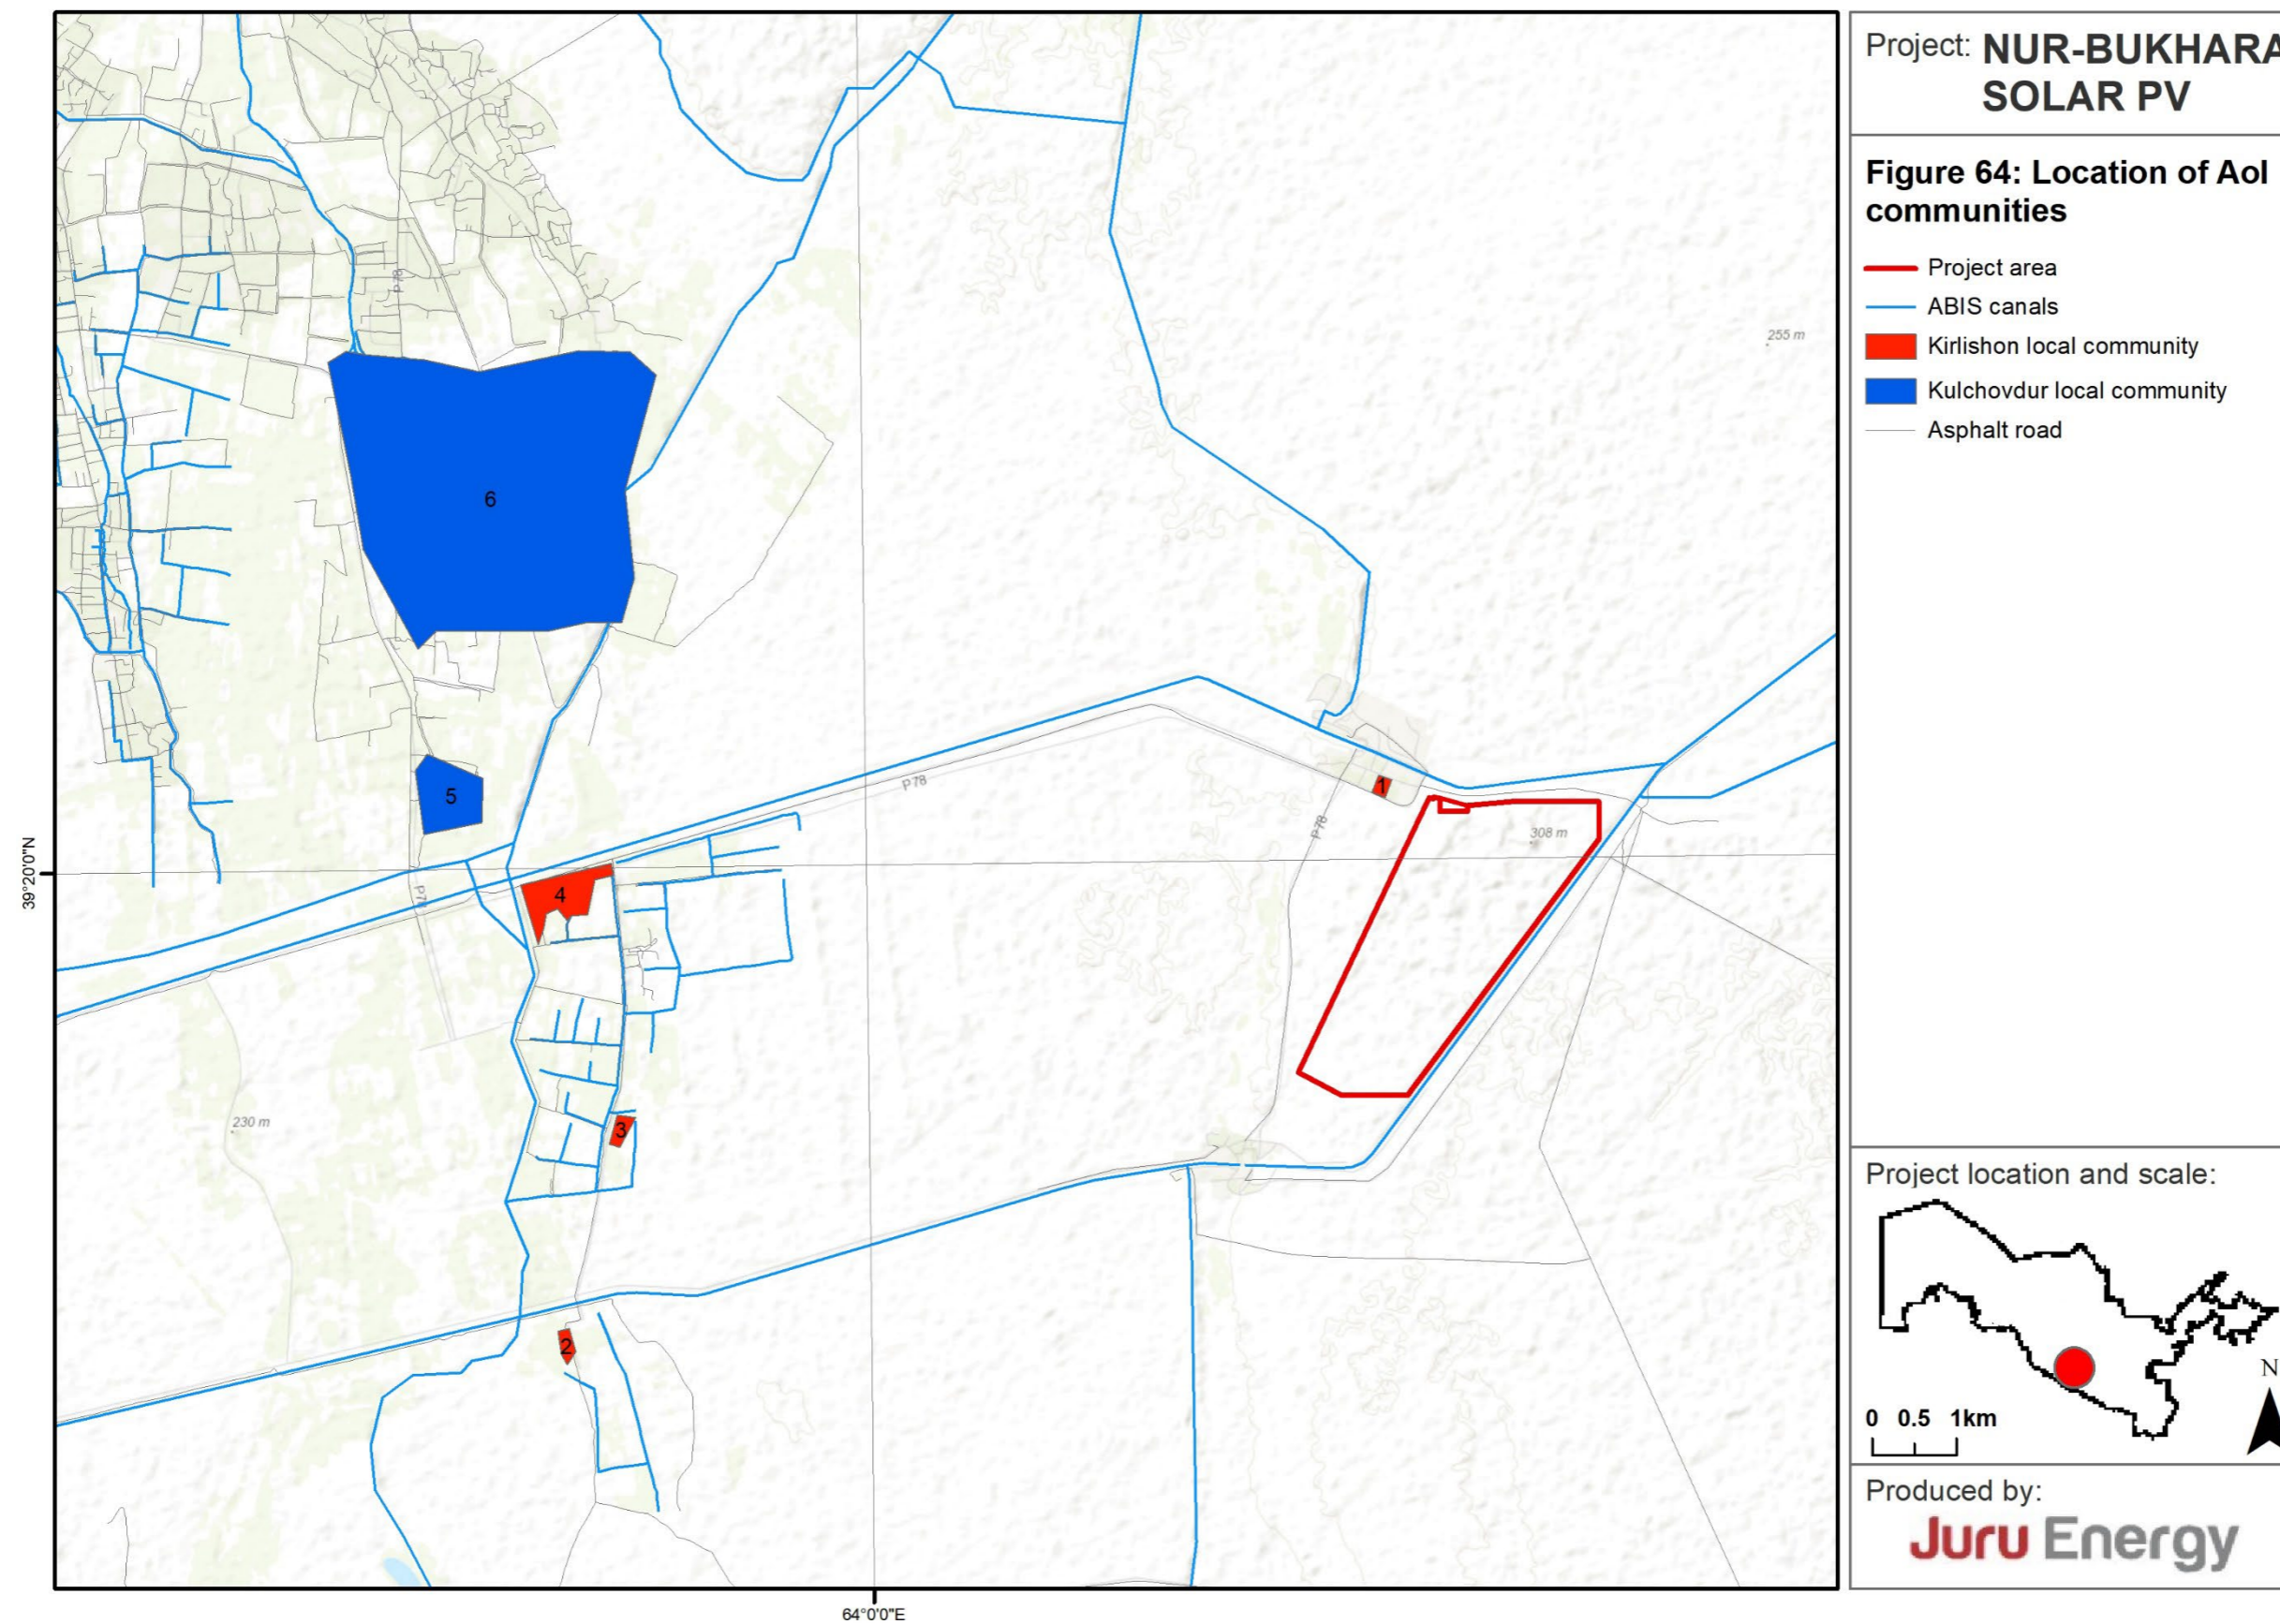 Project: NUR-BUKHARA
SOLAR PV
Figure 64: Location of AoI
communities
Project area
ABIS canals
Kirlishon local community
Kulchovdur local community
Asphalt road
Project location and scale:
N
0 0.5 1km
Produced by:
Juru Energy
P78
255 m
6
P78
1
5
P78
308 m
39°20'0"N
4
P78
3
230 m
2
64°0'0"E